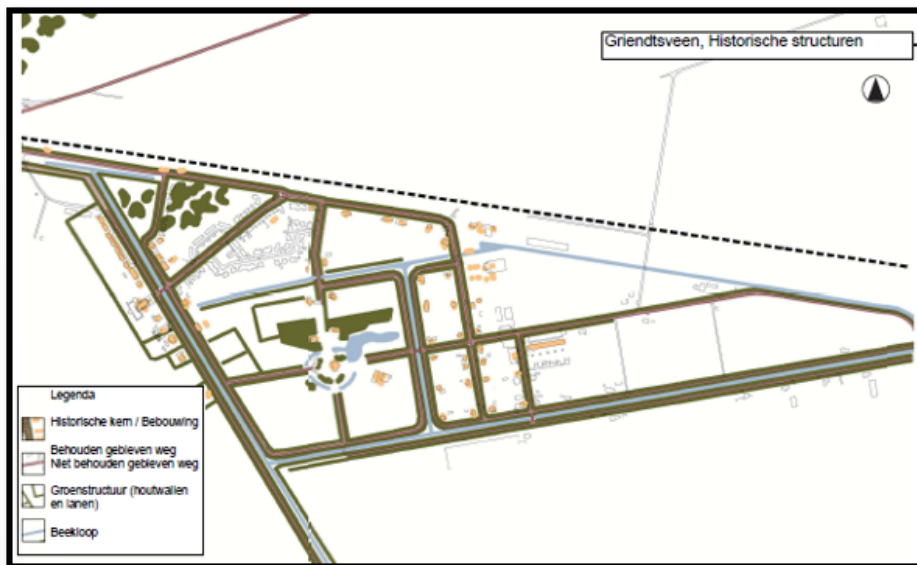 Griendtsveen, Historische structuren
Legenda
Historische kern / Bebouwing
Behouden gebleven weg
Niet behouden gebleven weg
Groenstructuur (houtwallen
en lanen)
Beekloop